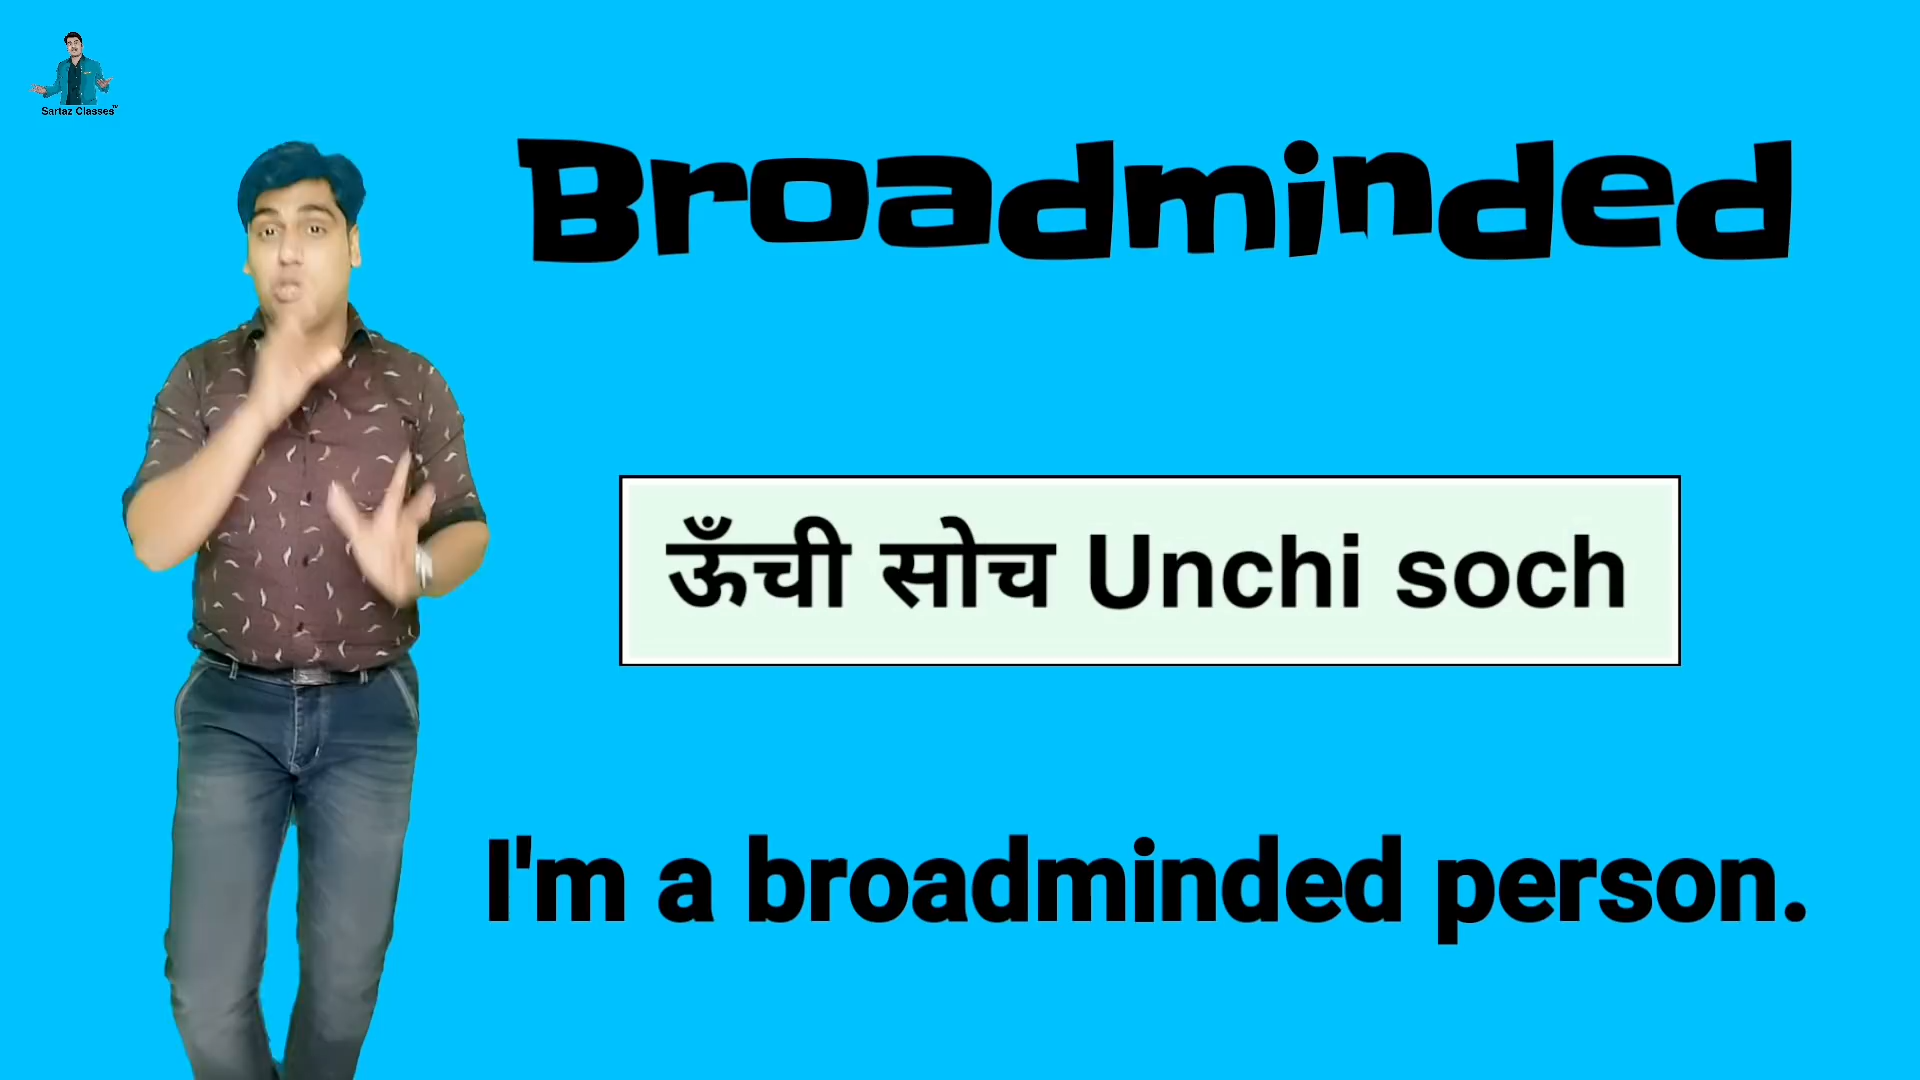 Sartaz Classes
Broadminded
ऊँची सोच Unchi soch
I'm a broadminded person.